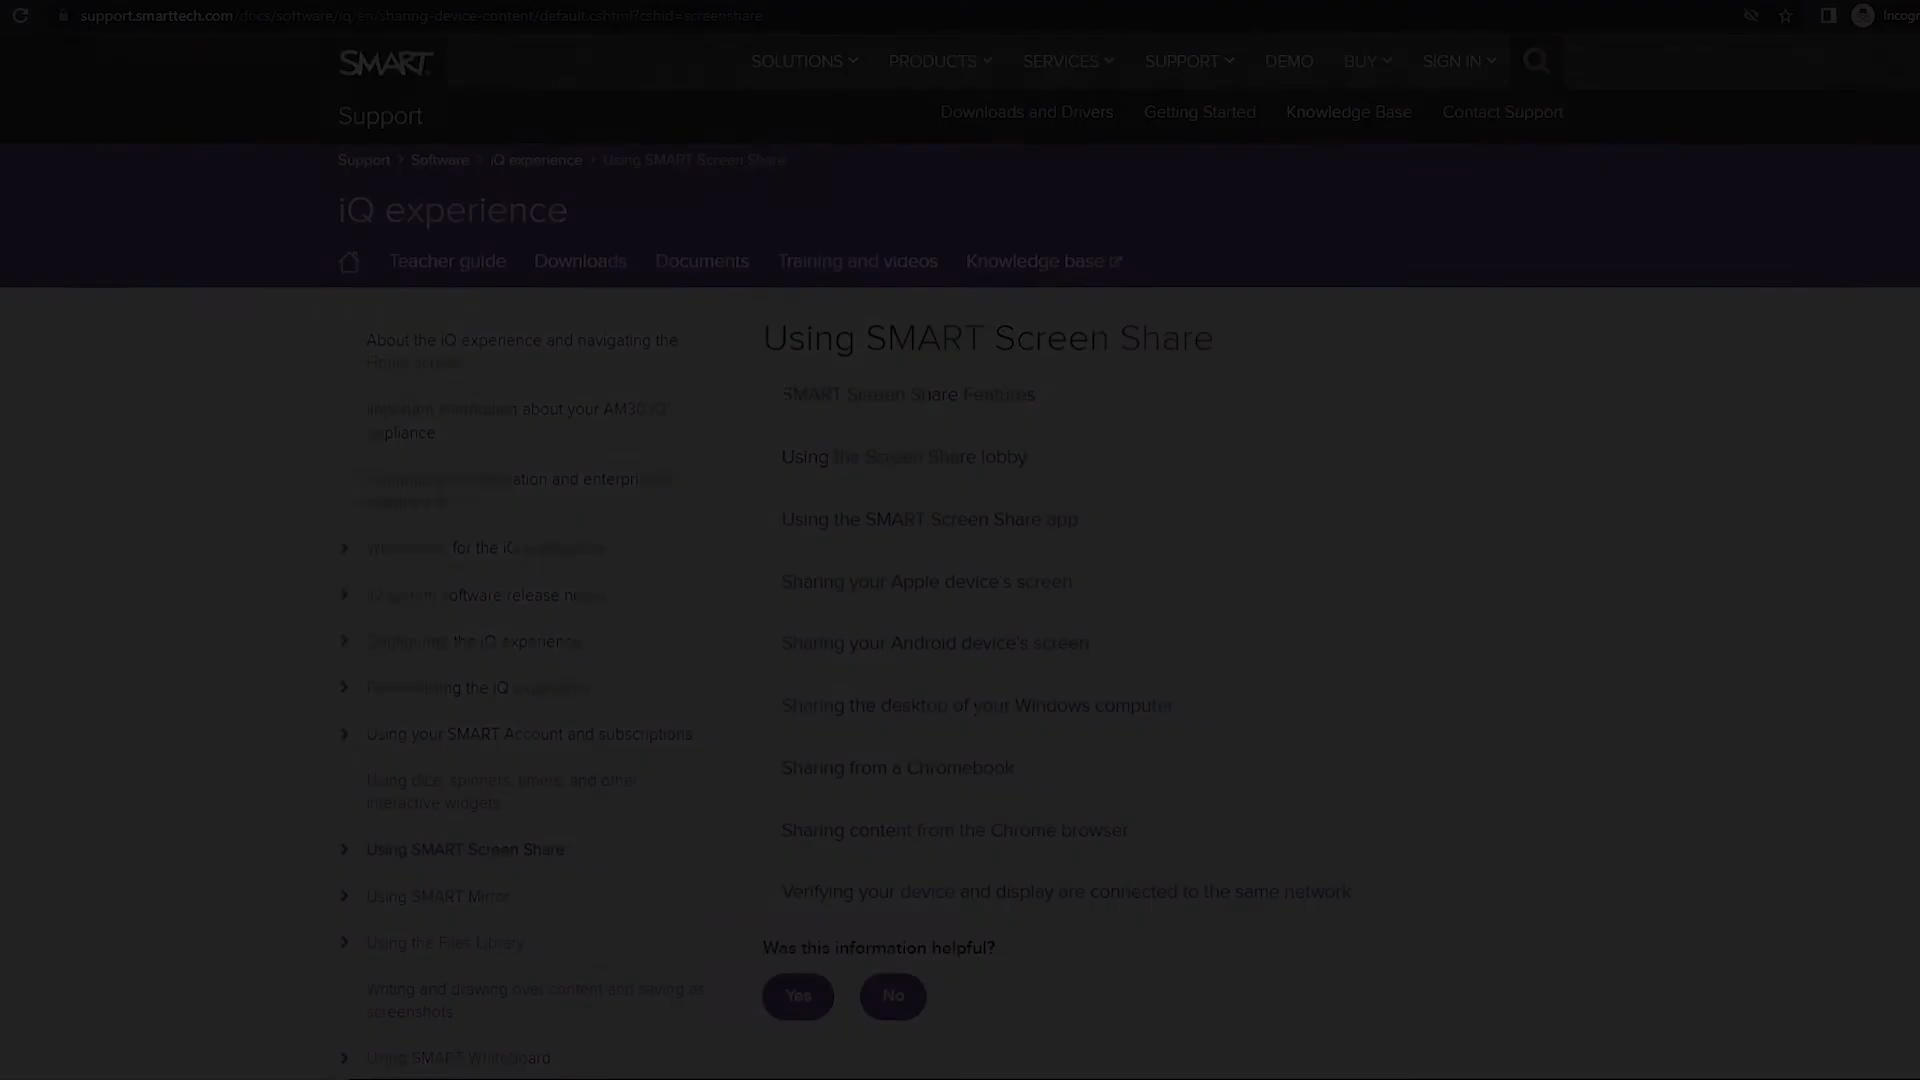 support.smarttech.com/docs/software/iq/en/sharing-device-content/default.cshtml?cshid=screenshare
Incogn
SMART
SOLUTIONS PRODUCTS SERVICES SUPPORT DEMO BUY SIGN IN
Support
Downloads and Drivers Getting Started Knowledge Base Contact Support
Support > Software > iQ experience > Using SMART Screen Share
iQ experience
Teacher guide Downloads Documents Training and videos Knowledge base
About the iQ experience and navigating the
Home screen
Important information about your AM30 iQ
appliance
ation and enterpri
for the iQ
iQ system software release notes
Configuring the iQ experience
the iQ
Using your SMART Account and subscriptions
Using dice, spinners, timers, and other
interactive widgets
Using SMART Screen Share
Using SMART Mirror
Using the Files Library
Writing and drawing over content and saving as
screenshots
Using SMART Whiteboard
Using SMART Screen Share
SMART Screen Share Features
Using the Screen Share lobby
Using the SMART Screen Share app
Sharing your Apple device's screen
Sharing your Android device's screen
Sharing the desktop of your Windows computer
Sharing from a Chromebook
Sharing content from the Chrome browser
Verifying your device and display are connected to the same network
Was this information helpful?
Yes No